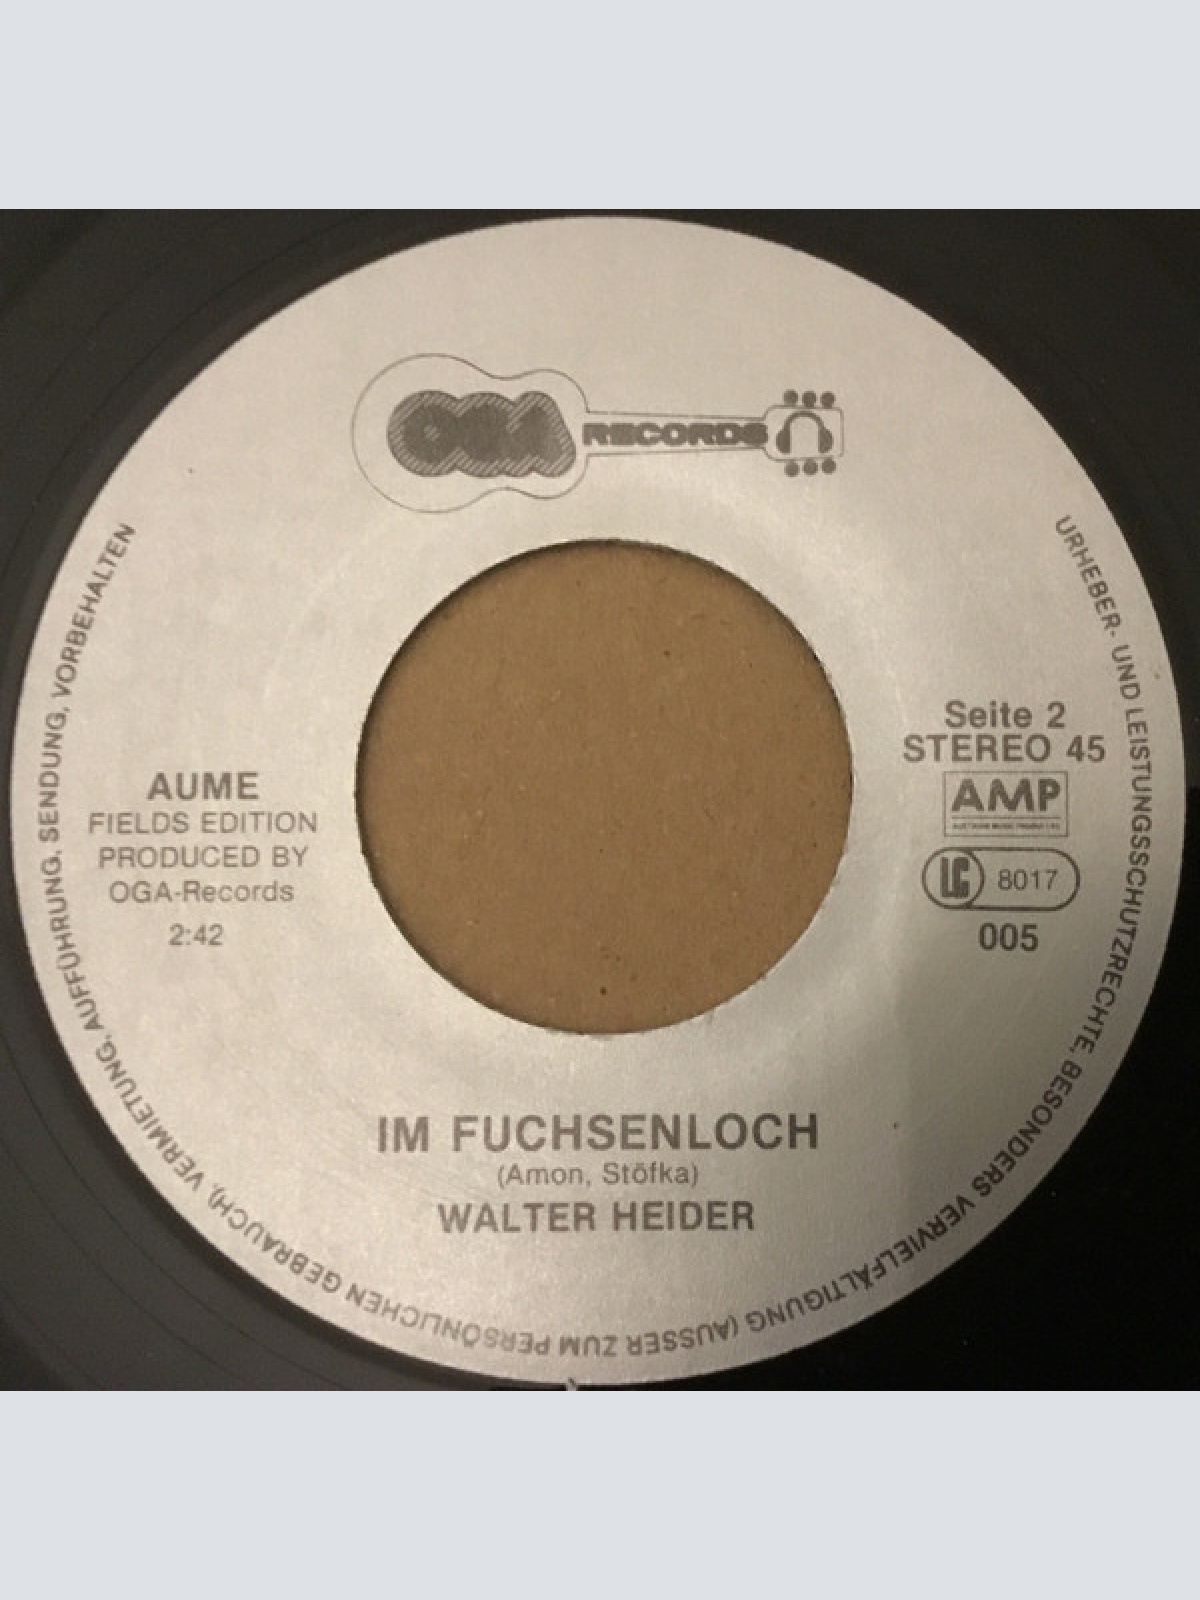 OGA RECORDS
URHEBER- UND LEISTUNGSSCHUTZRECHTE, BESONDERS VERVIELFÄLTIGUNG (AUSSER ZUM PERSÖNLICHEN GEBRAUCH), VERMIETUNG, AUFFÜHRUNG, SENDUNG, VORBEHALTEN
AUME
FIELDS EDITION
PRODUCED BY
OGA-Records
2:42
Seite 2
STEREO 45
AMP
LC 8017
005
IM FUCHSENLOCH
(Amon, Stöfka)
WALTER HEIDER